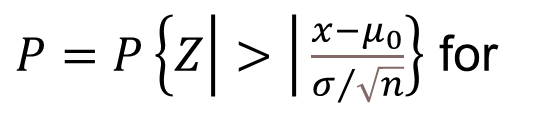 P = P {Z| > | x−μ₀ / σ/√n} for